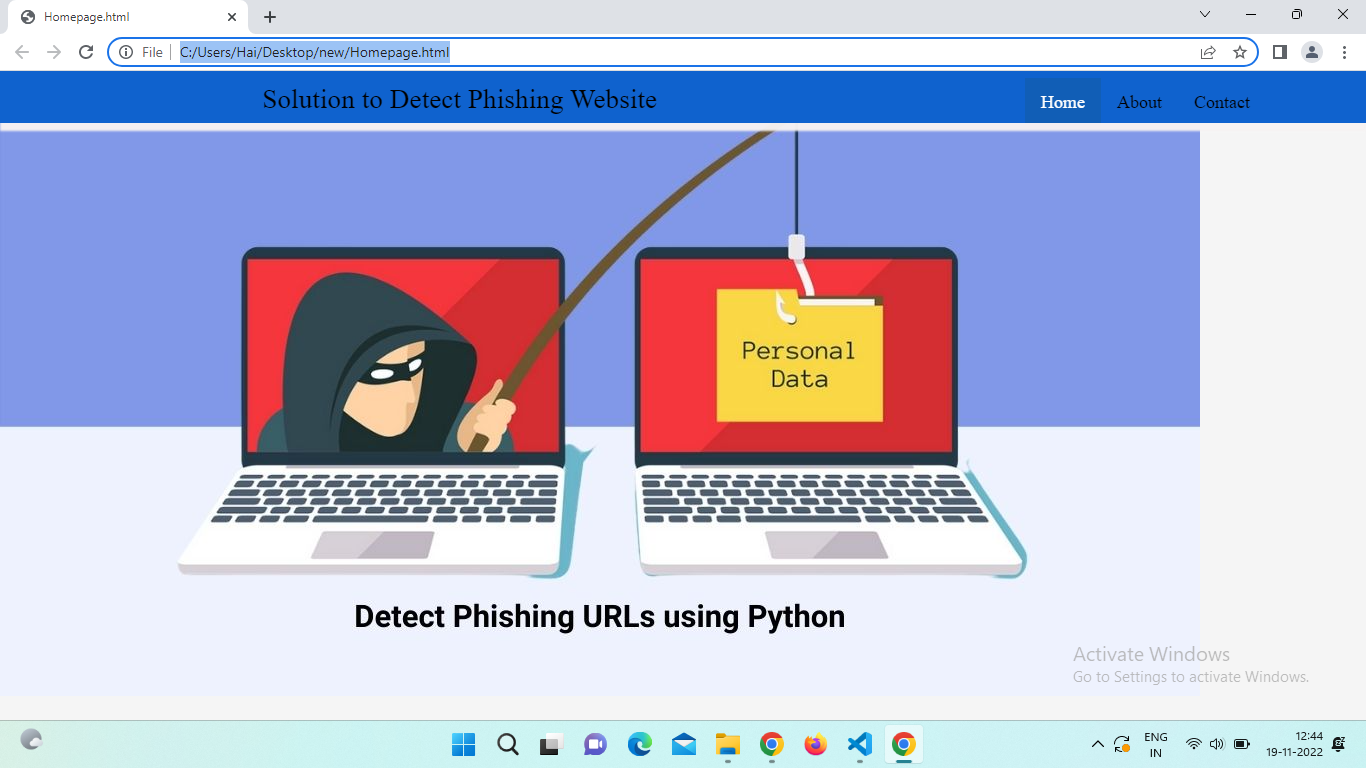 Homepage.html
File
C:/Users/Hai/Desktop/new/Homepage.html
Solution to Detect Phishing Website
Home
About
Contact
Personal
Data
Detect Phishing URLs using Python
Activate Windows
Go to Settings to activate Windows.
ENG
IN
12:44
19-11-2022